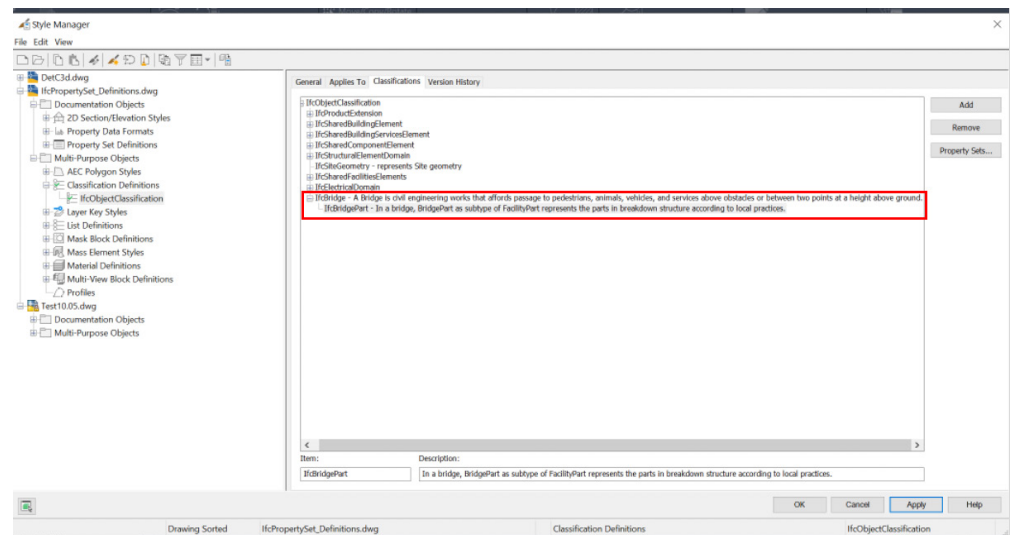 Style Manager
File Edit View
DetC3d.dwg
IfcPropertySet_Definitions.dwg
Documentation Objects
2D Section/Elevation Styles
Property Data Formats
Property Set Definitions
Multi-Purpose Objects
AEC Polygon Styles
Classification Definitions
IfcObjectClassification
Layer Key Styles
List Definitions
Mask Block Definitions
Mass Element Styles
Material Definitions
Multi-View Block Definitions
Profiles
Test10.05.dwg
Documentation Objects
Multi-Purpose Objects
General Applies To Classifications Version History
IfcObjectClassification
IfcProductExtension
IfcSharedBuildingElement
IfcSharedBuildingServicesElement
IfcSharedComponentElement
IfcStructuralElementDomain
IfcSiteGeometry - represents Site geometry
IfcSharedFacilitiesElements
IfcElectricalDomain
IfcBridge - A Bridge is civil engineering works that affords passage to pedestrians, animals, vehicles, and services above obstacles or between two points at a height above ground.
IfcBridgePart - In a bridge, BridgePart as subtype of FacilityPart represents the parts in breakdown structure according to local practices.
Add
Remove
Property Sets...
Item: Description:
IfcBridgePart In a bridge, BridgePart as subtype of FacilityPart represents the parts in breakdown structure according to local practices.
OK Cancel Apply Help
Drawing Sorted IfcPropertySet_Definitions.dwg Classification Definitions IfcObjectClassification